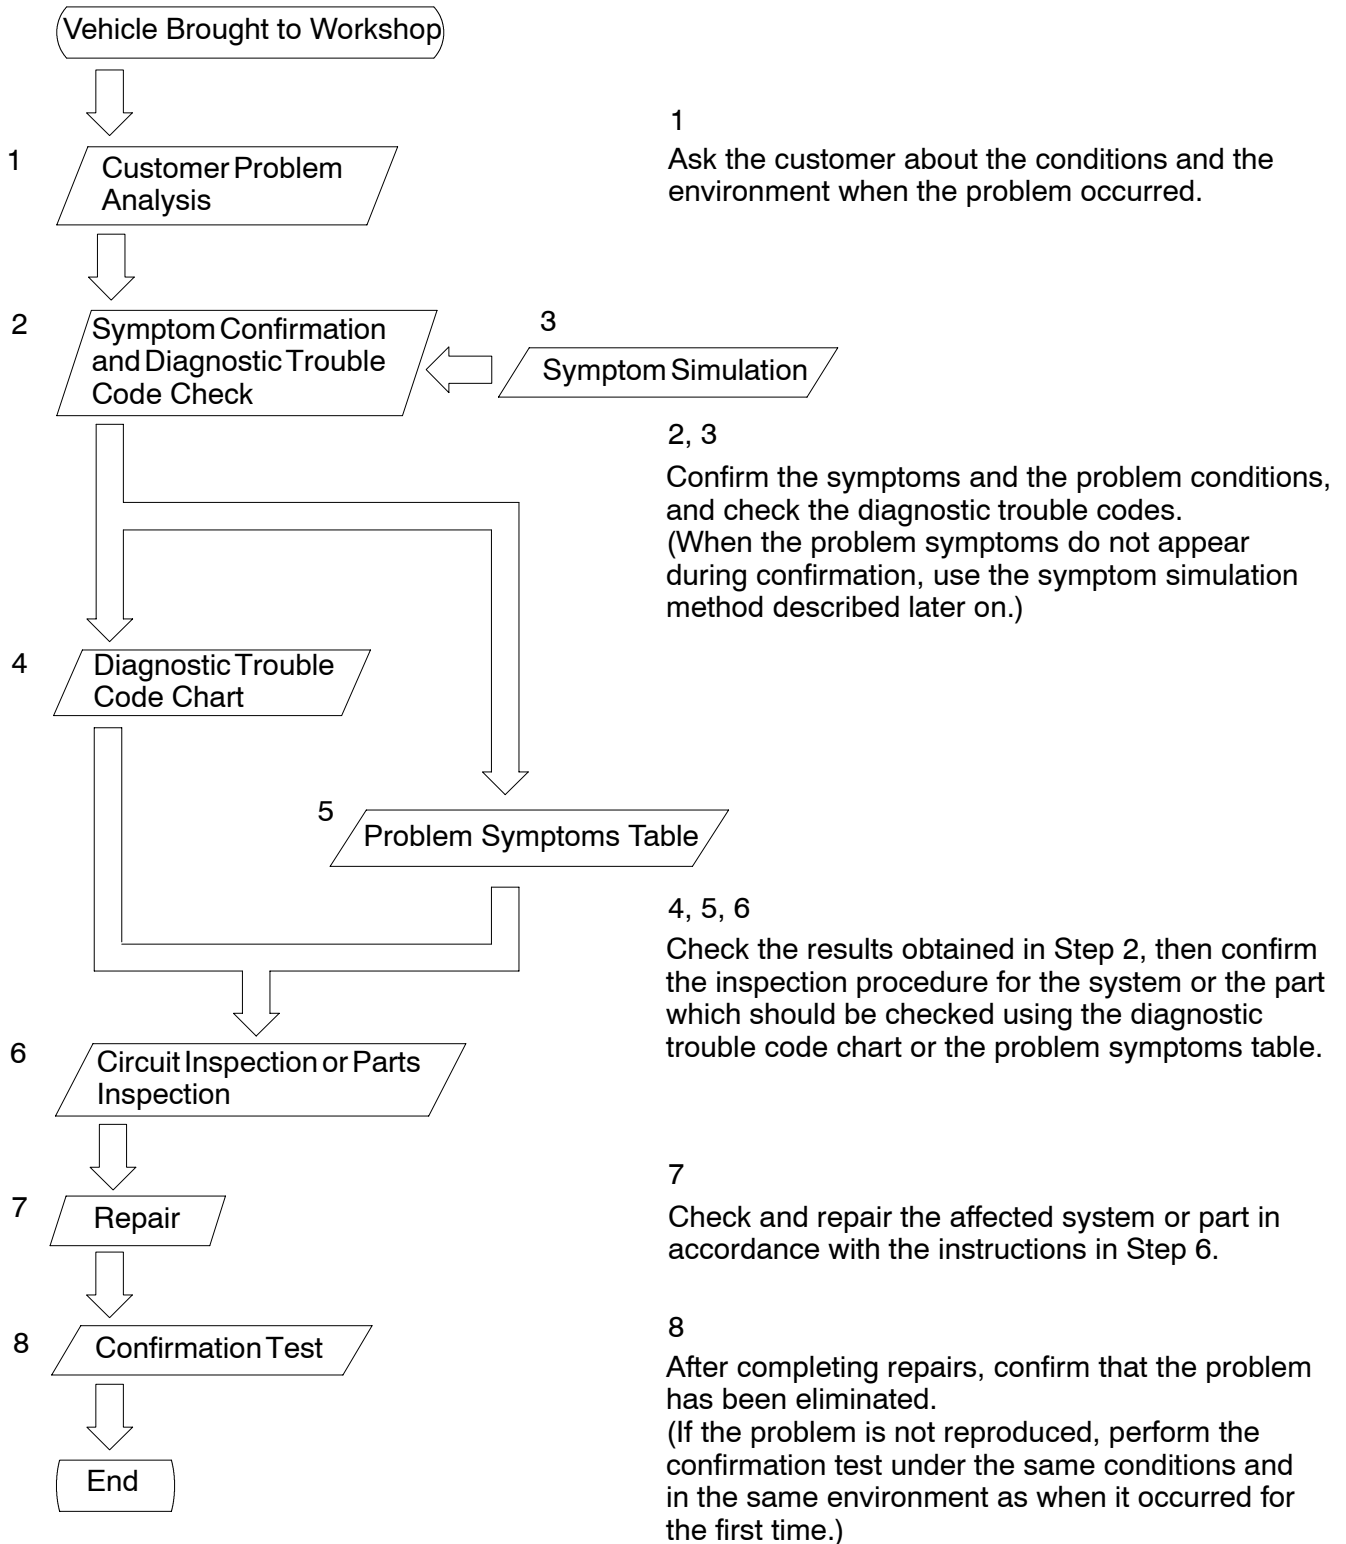 Vehicle Brought to Workshop
1
Customer Problem
Analysis
1
Ask the customer about the conditions and the
environment when the problem occurred.
2
Symptom Confirmation
and Diagnostic Trouble
Code Check
3
Symptom Simulation
2, 3
Confirm the symptoms and the problem conditions,
and check the diagnostic trouble codes.
(When the problem symptoms do not appear
during confirmation, use the symptom simulation
method described later on.)
4
Diagnostic Trouble
Code Chart
5
Problem Symptoms Table
4, 5, 6
Check the results obtained in Step 2, then confirm
the inspection procedure for the system or the part
which should be checked using the diagnostic
trouble code chart or the problem symptoms table.
6
Circuit Inspection or Parts
Inspection
7
Repair
7
Check and repair the affected system or part in
accordance with the instructions in Step 6.
8
Confirmation Test
8
After completing repairs, confirm that the problem
has been eliminated.
(If the problem is not reproduced, perform the
confirmation test under the same conditions and
in the same environment as when it occurred for
the first time.)
End